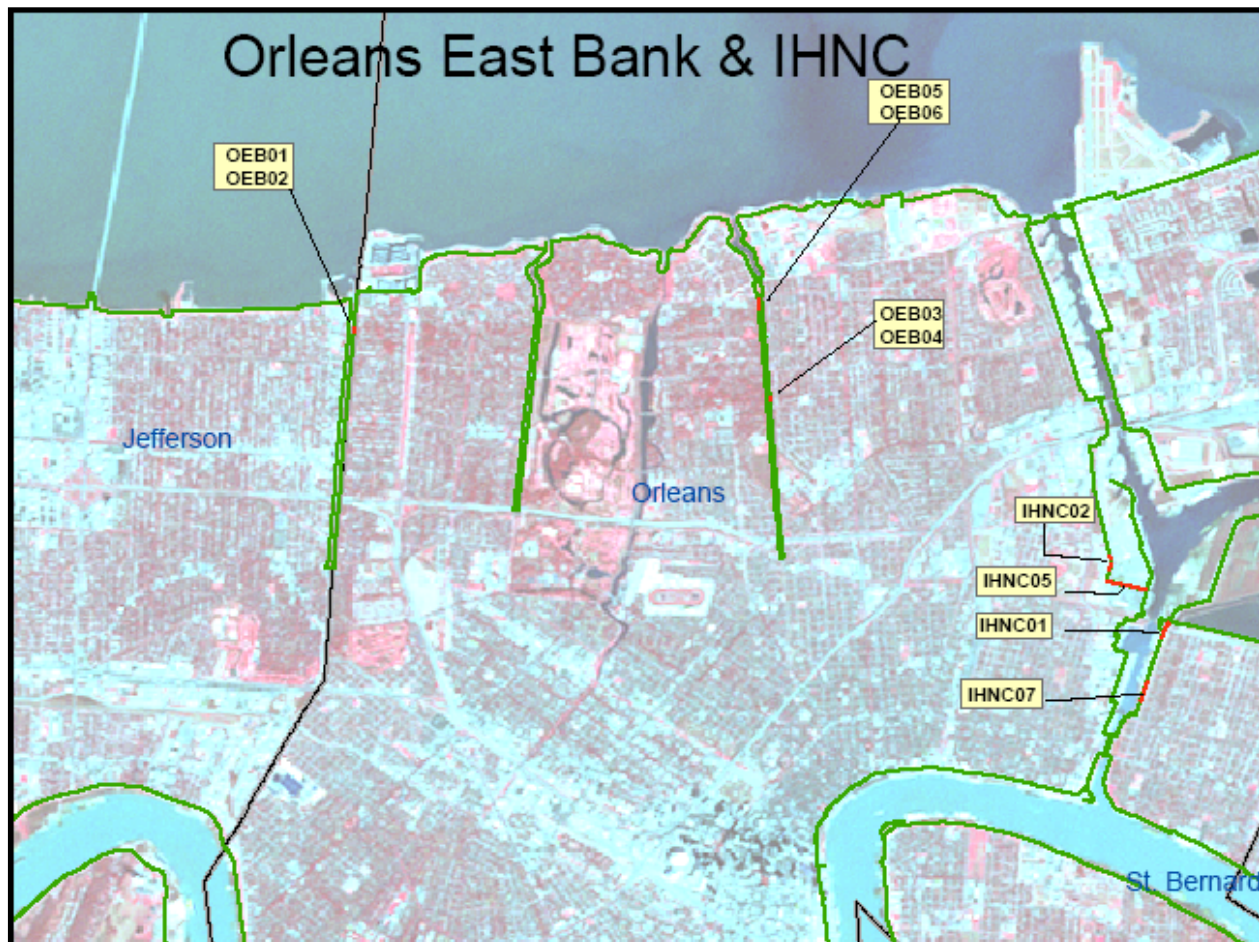 Orleans East Bank & IHNC
OEB05
OEB06
OEB01
OEB02
OEB03
OEB04
Jefferson
Orleans
IHNC02
IHNC05
IHNC01
IHNC07
St. Bernard